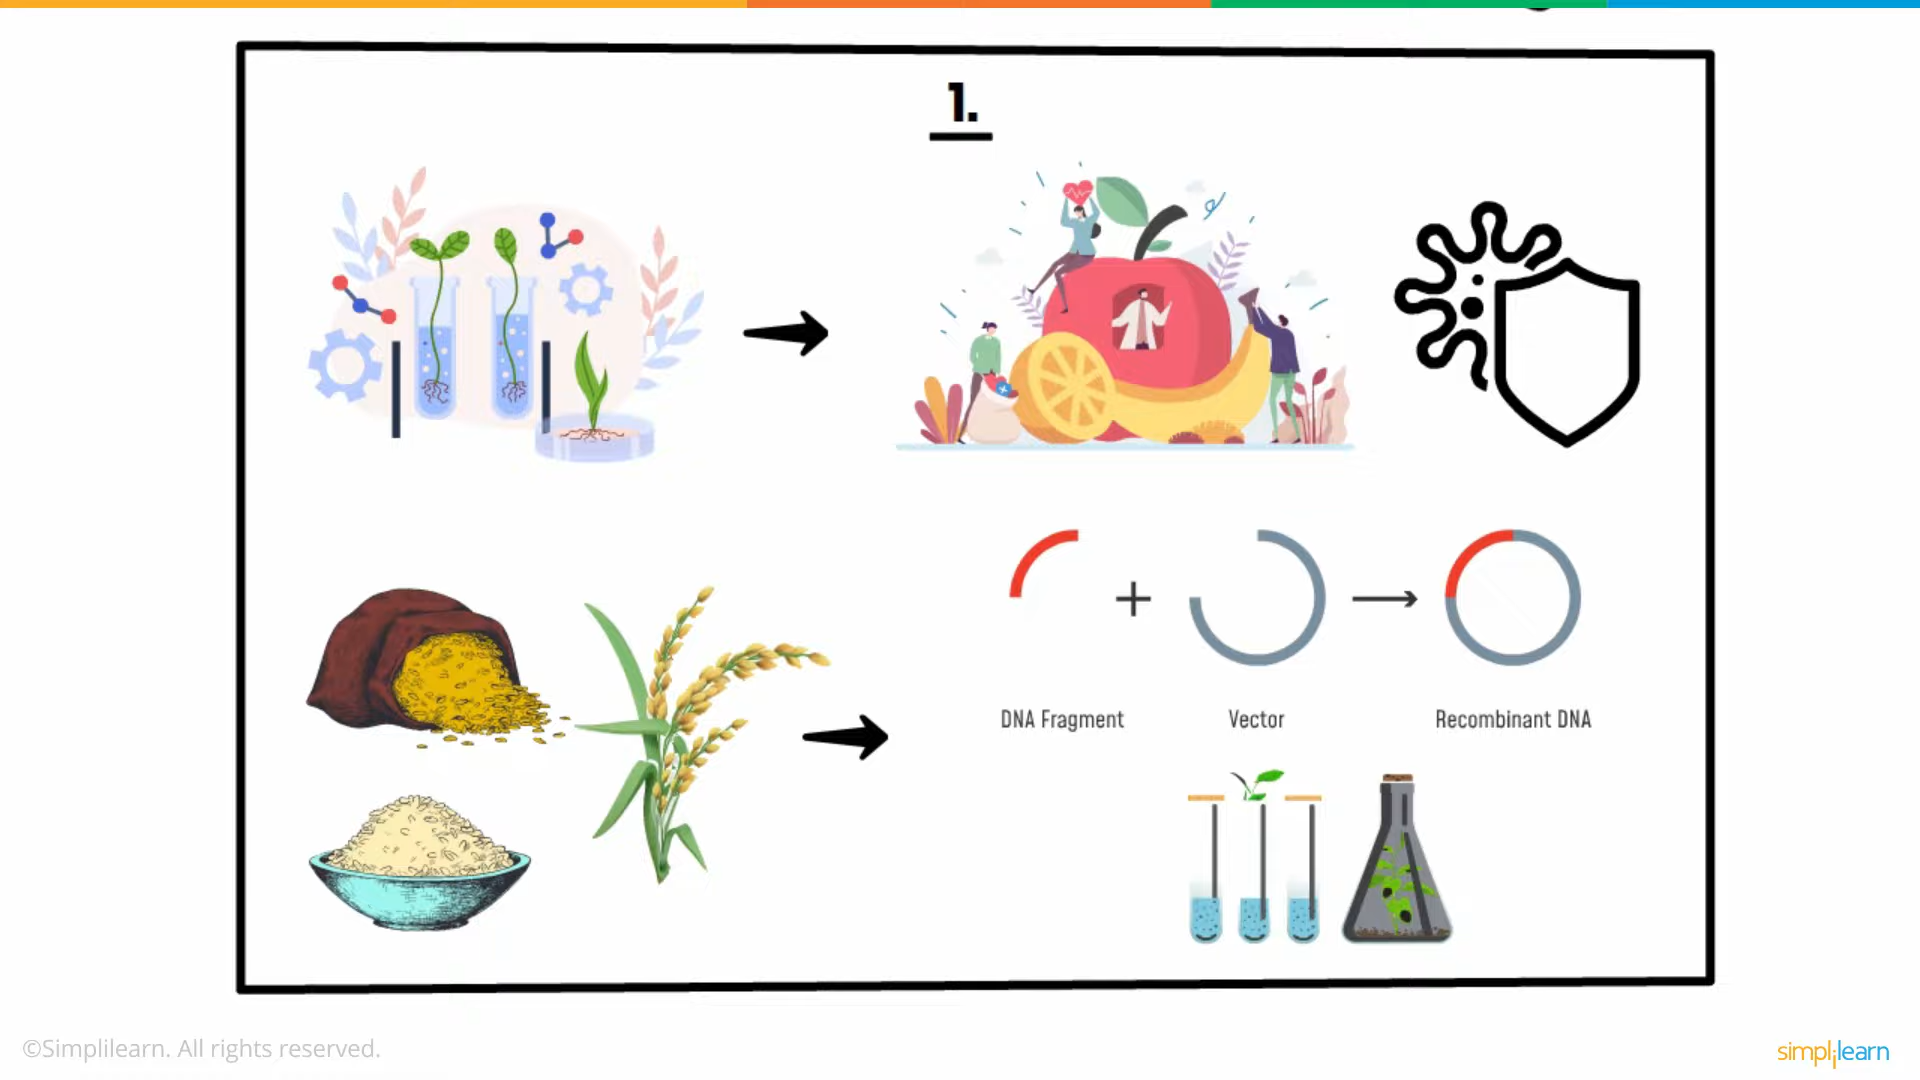 1.
DNA Fragment
Vector
Recombinant DNA
©Simplilearn. All rights reserved.
simplilearn